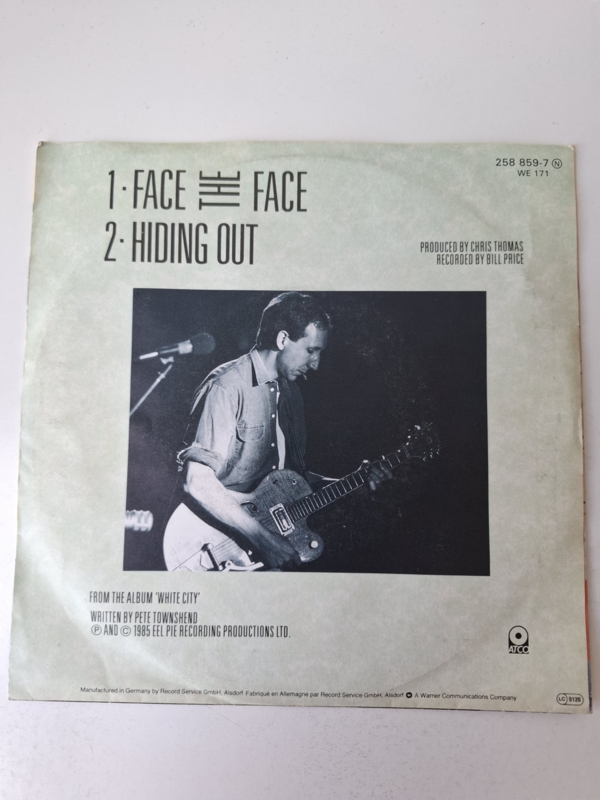 258 859-7 Ⓝ
WE 171
1· FACE THE FACE
2· HIDING OUT
PRODUCED BY CHRIS THOMAS
RECORDED BY BILL PRICE
FROM THE ALBUM 'WHITE CITY'
WRITTEN BY PETE TOWNSHEND
Ⓟ AND © 1985 EEL PIE RECORDING PRODUCTIONS LTD.
ATCO
Manufactured in Germany by Record Service GmbH, Alsdorf. Fabriqué en Allemagne par Record Service GmbH, Alsdorf. A Warner Communications Company
LC 9125